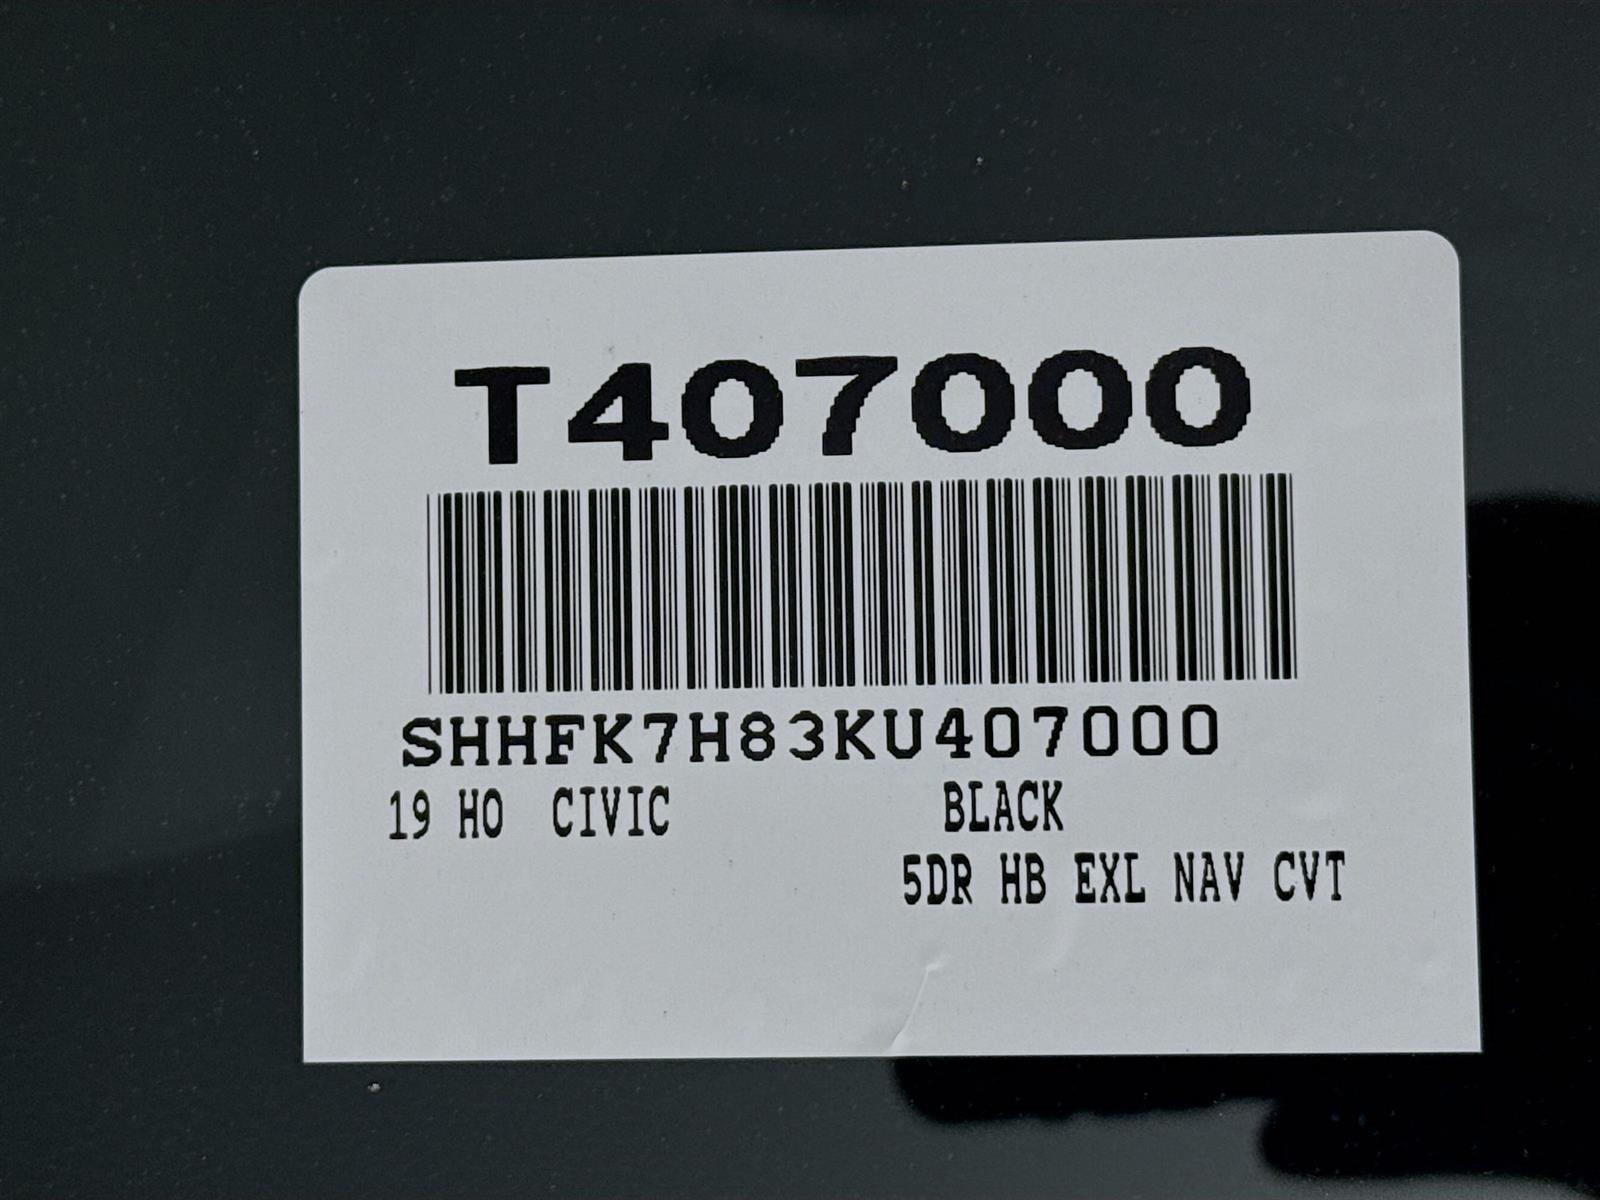 T407000
SHHFK7H83KU407000
19 HO CIVIC BLACK
5DR HB EXL NAV CVT